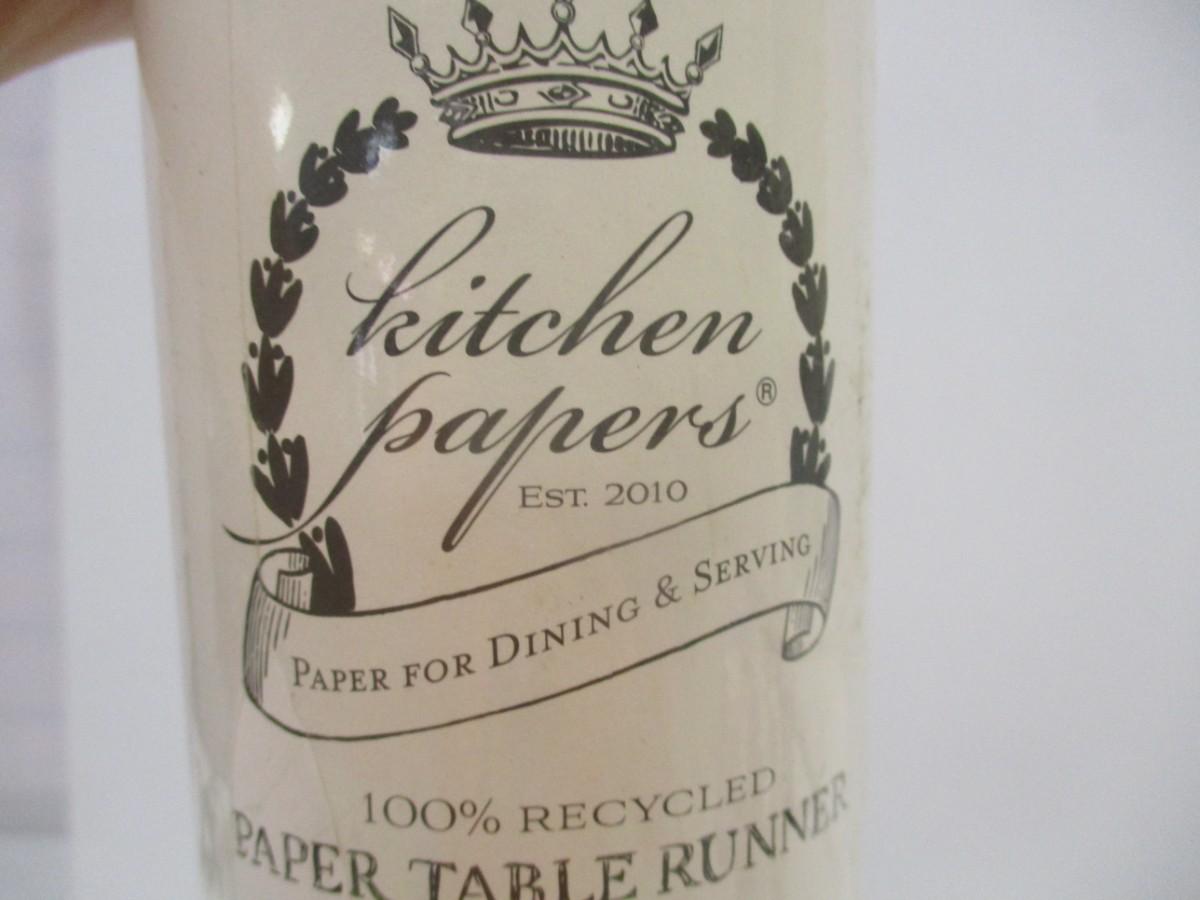 kitchen
papers®
EST. 2010
PAPER FOR DINING & SERVING
100% RECYCLED
PAPER TABLE RUNNER